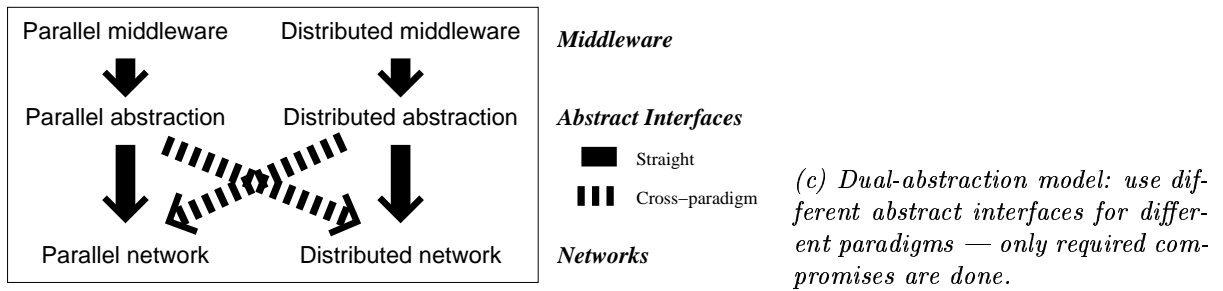 Parallel middleware Distributed middleware Middleware
Parallel abstraction Distributed abstraction Abstract Interfaces
Straight
Cross–paradigm
Parallel network Distributed network Networks
(c) Dual-abstraction model: use dif-
ferent abstract interfaces for differ-
ent paradigms — only required com-
promises are done.